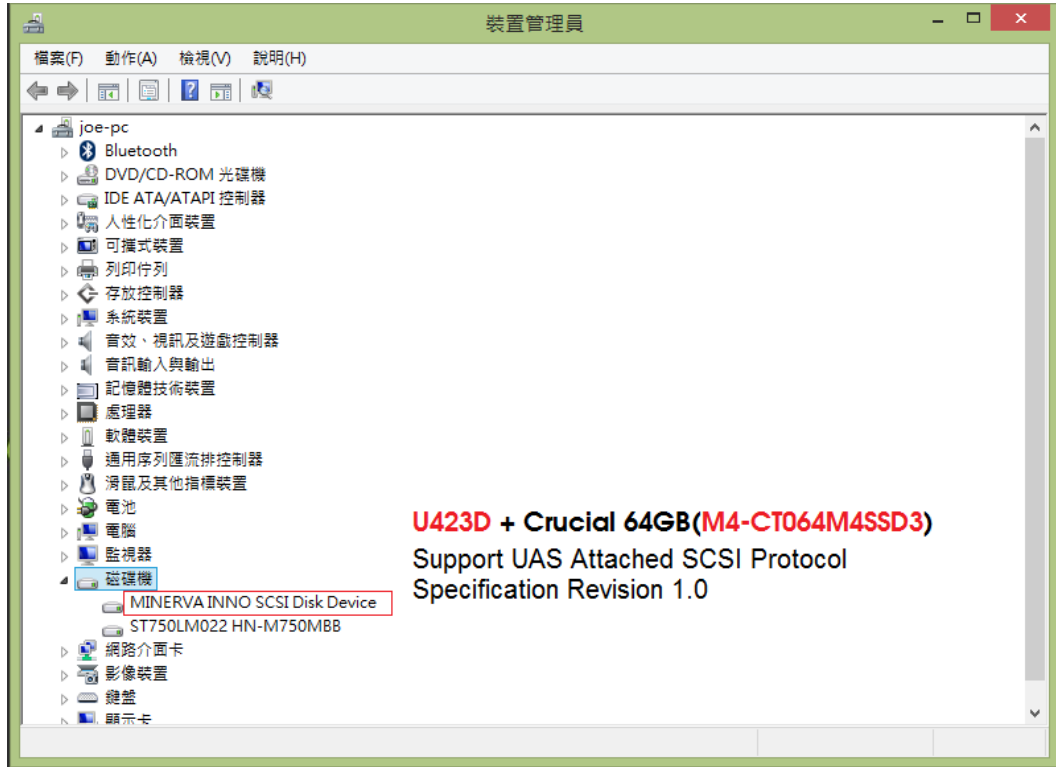 裝置管理員
檔案(F) 動作(A) 檢視(V) 說明(H)
joe-pc
Bluetooth
DVD/CD-ROM 光碟機
IDE ATA/ATAPI 控制器
人性化介面裝置
可攜式裝置
列印佇列
存放控制器
系統裝置
音效、視訊及遊戲控制器
音訊輸入與輸出
記憶體技術裝置
處理器
軟體裝置
通用序列匯流排控制器
滑鼠及其他指標裝置
電池
電腦
監視器
磁碟機
MINERVA INNO SCSI Disk Device
ST750LM022 HN-M750MBB
網路介面卡
影像裝置
鍵盤
顯示卡
U423D + Crucial 64GB(M4-CT064M4SSD3)
Support UAS Attached SCSI Protocol
Specification Revision 1.0